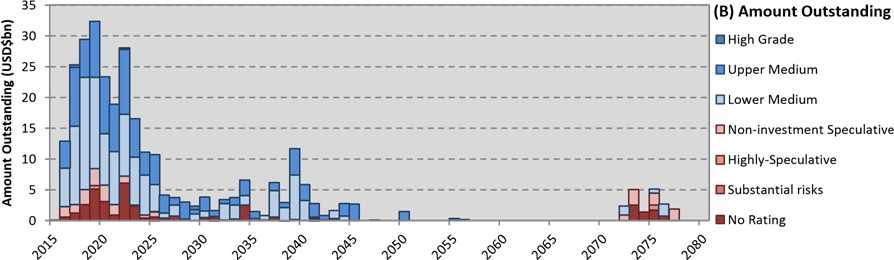 (B) Amount Outstanding
Amount Outstanding (USD$bn)
35
30
25
20
15
10
5
0
2015 2020 2025 2030 2035 2040 2045 2050 2055 2060 2065 2070 2075 2080
High Grade
Upper Medium
Lower Medium
Non-investment Speculative
Highly-Speculative
Substantial risks
No Rating